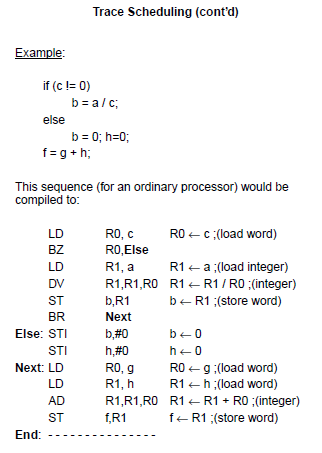 Trace Scheduling (cont'd)
Example:
if (c != 0)
b = a / c;
else
b = 0; h=0;
f = g + h;
This sequence (for an ordinary processor) would be
compiled to:
LD R0, c R0 ← c ;(load word)
BZ R0,Else
LD R1, a R1 ← a ;(load integer)
DV R1,R1,R0 R1 ← R1 / R0 ;(integer)
ST b,R1 b ← R1 ;(store word)
BR Next
Else: STI b,#0 b ← 0
STI h,#0 h ← 0
Next: LD R0, g R0 ← g ;(load word)
LD R1, h R1 ← h ;(load word)
AD R1,R1,R0 R1 ← R1 + R0 ;(integer)
ST f,R1 f ← R1 ;(store word)
End: - - - - - - - - - - - - - - -